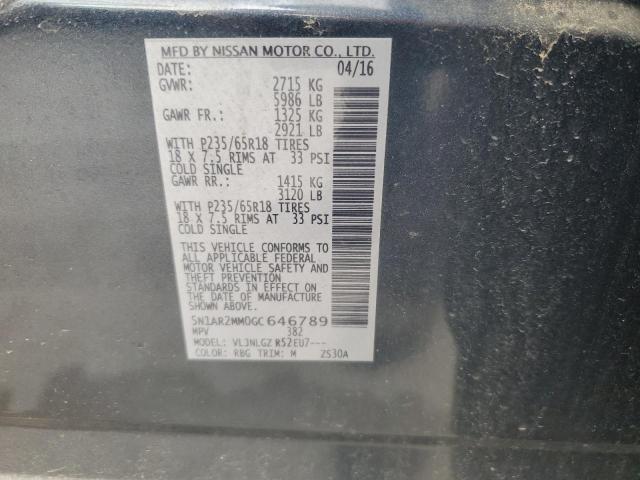 MFD BY NISSAN MOTOR CO., LTD.
DATE: 04/16
GVWR: 2715 KG
5986 LB
GAWR FR.: 1325 KG
2921 LB
WITH P235/65R18 TIRES
18 X 7.5 RIMS AT 33 PSI
COLD SINGLE
GAWR RR.: 1415 KG
3120 LB
WITH P235/65R18 TIRES
18 X 7.5 RIMS AT 33 PSI
COLD SINGLE
THIS VEHICLE CONFORMS TO
ALL APPLICABLE FEDERAL
MOTOR VEHICLE SAFETY AND
THEFT PREVENTION
STANDARDS IN EFFECT ON
THE DATE OF MANUFACTURE
SHOWN ABOVE.
5N1AR2MM0GC646789
MPV 382
MODEL: VLJNLGZ R52EU7---
COLOR: RBG TRIM: M ZS30A